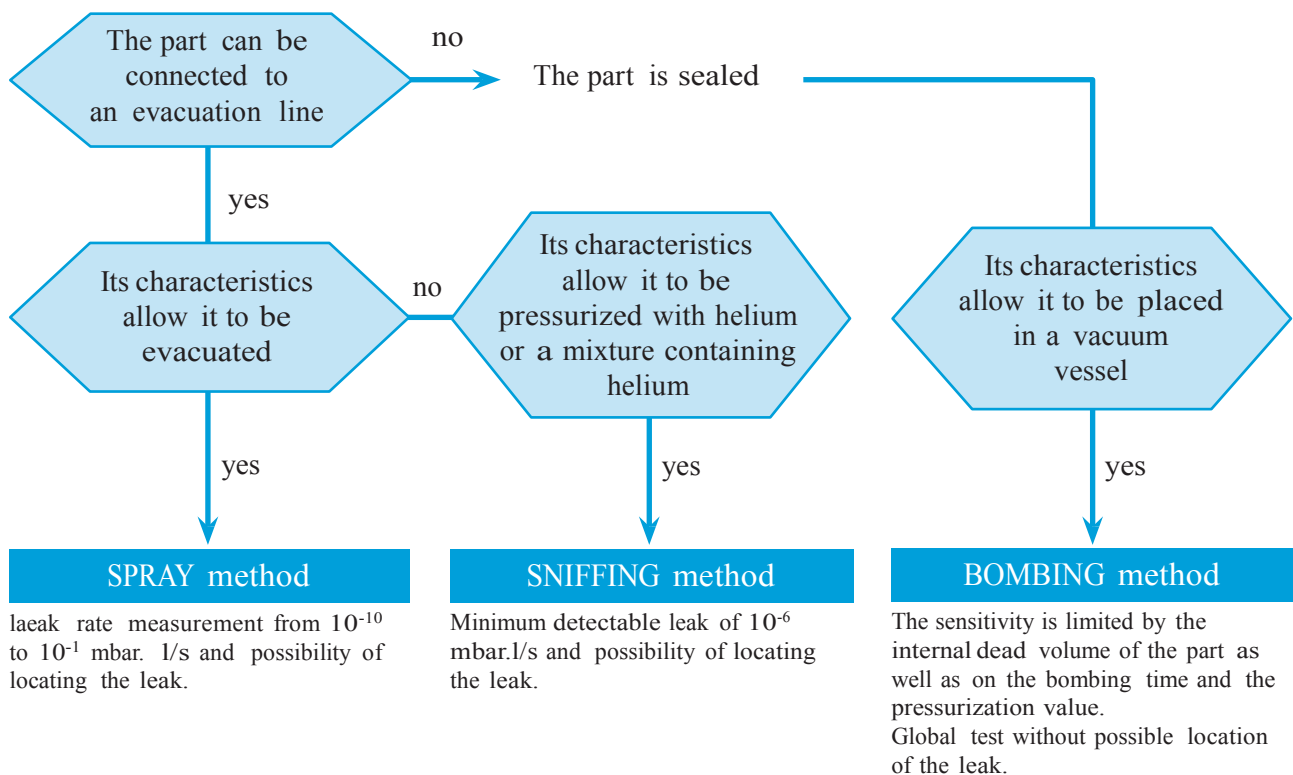 The part can be
connected to
an evacuation line
no
The part is sealed
yes
Its characteristics
allow it to be
evacuated
no
Its characteristics
allow it to be
pressurized with helium
or a mixture containing
helium
Its characteristics
allow it to be placed
in a vacuum
vessel
yes
yes
yes
SPRAY method
laeak rate measurement from 10⁻¹⁰
to 10⁻¹ mbar. l/s and possibility of
locating the leak.
SNIFFING method
Minimum detectable leak of 10⁻⁶
mbar.l/s and possibility of locating
the leak.
BOMBING method
The sensitivity is limited by the
internal dead volume of the part as
well as on the bombing time and the
pressurization value.
Global test without possible location
of the leak.